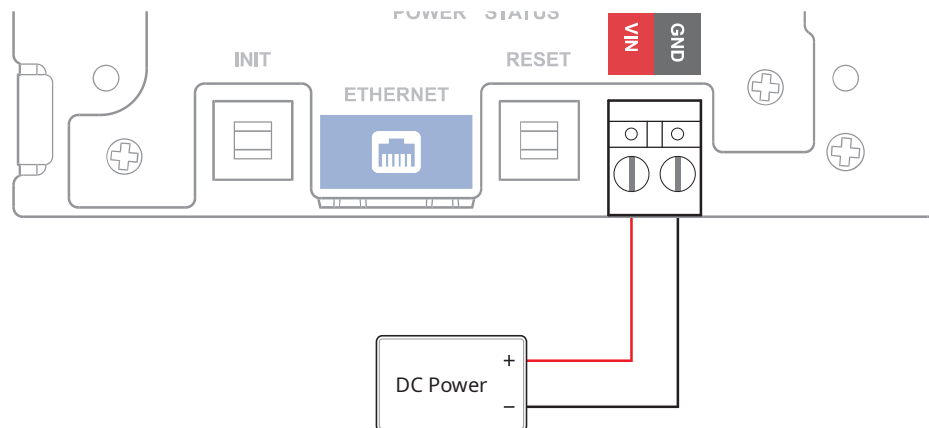 POWER STATUS
VIN
GND
INIT
RESET
ETHERNET
+
DC Power
−